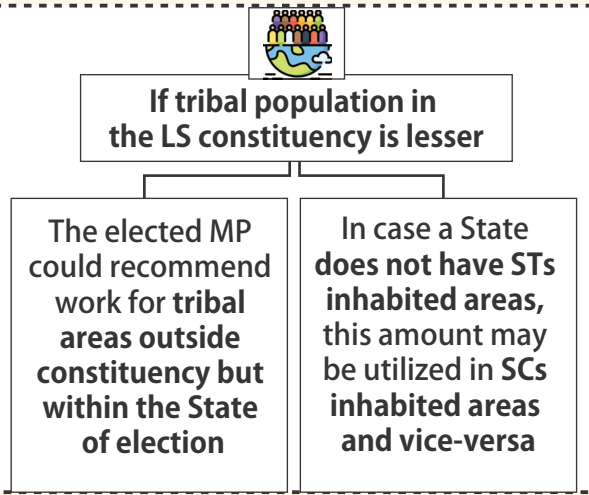 If tribal population in
the LS constituency is lesser
The elected MP
could recommend
work for tribal
areas outside
constituency but
within the State
of election
In case a State
does not have STs
inhabited areas,
this amount may
be utilized in SCs
inhabited areas
and vice-versa